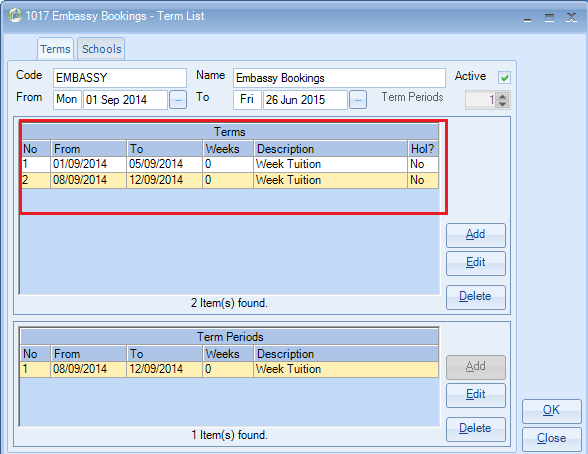 1017 Embassy Bookings - Term List
Terms Schools
Code EMBASSY Name Embassy Bookings Active
From Mon 01 Sep 2014 ... To Fri 26 Jun 2015 ... Term Periods 1
Terms
No From To Weeks Description Hol?
1 01/09/2014 05/09/2014 0 Week Tuition No
2 08/09/2014 12/09/2014 0 Week Tuition No
Add
Edit
Delete
2 Item(s) found.
Term Periods
No From To Weeks Description
1 08/09/2014 12/09/2014 0 Week Tuition
Add
Edit
Delete
1 Item(s) found.
OK
Close